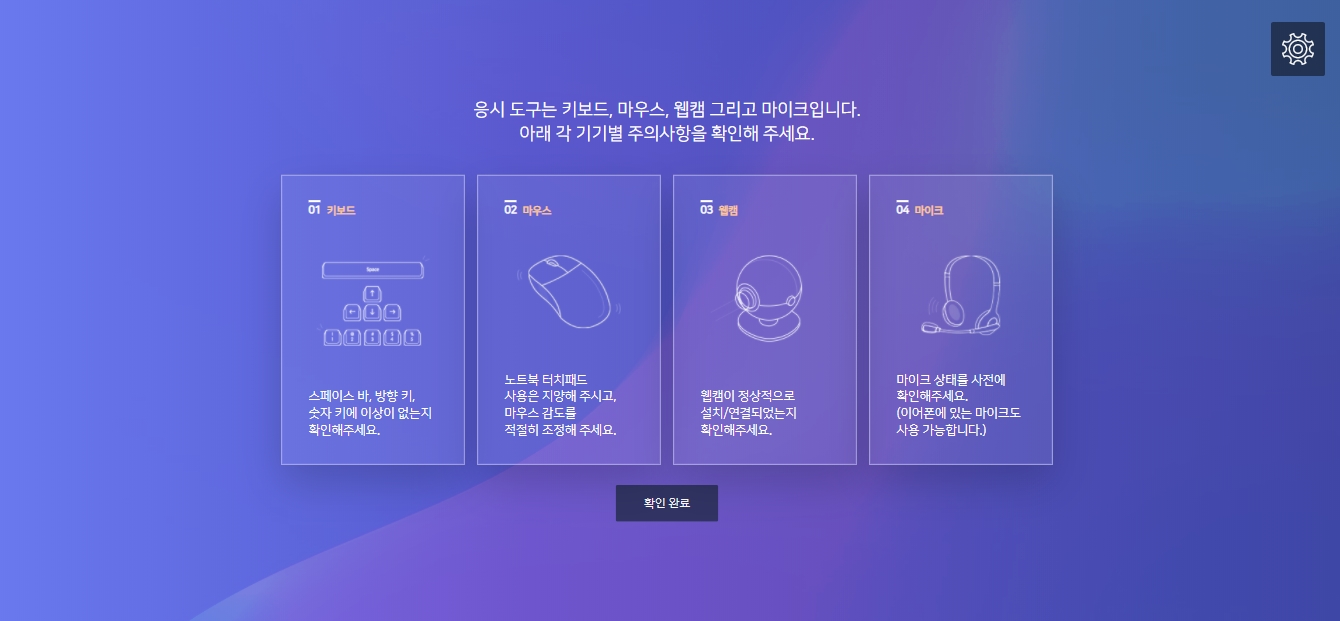 응시 도구는 키보드, 마우스, 웹캠 그리고 마이크입니다.
아래 각 기기별 주의사항을 확인해 주세요.
01 키보드
Space
스페이스 바, 방향 키,
숫자 키에 이상이 없는지
확인해주세요.
02 마우스
노트북 터치패드
사용은 지양해 주시고,
마우스 감도를
적절히 조정해 주세요.
03 웹캠
웹캠이 정상적으로
설치/연결되었는지
확인해주세요.
04 마이크
마이크 상태를 사전에
확인해주세요.
(이어폰에 있는 마이크도
사용 가능합니다.)
확인 완료